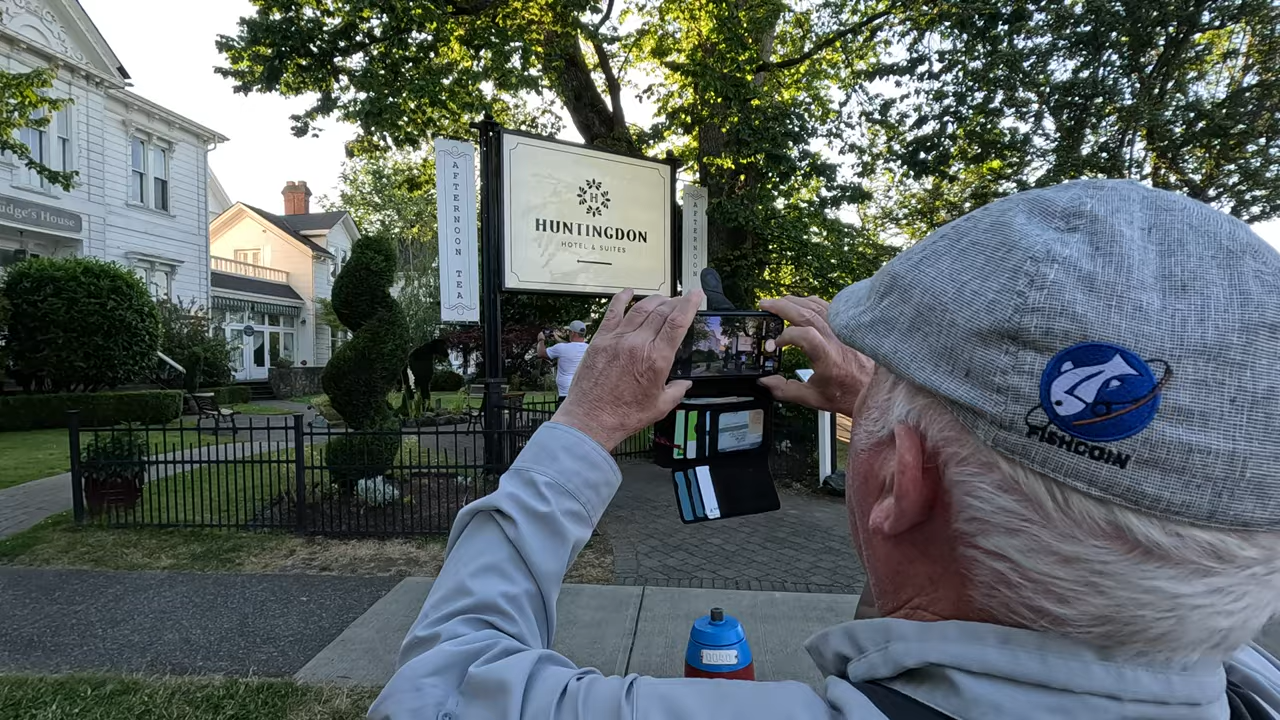 udge's House
AFTERNOON TEA
H
HUNTINGDON
HOTEL & SUITES
AFTERNOON
FISHCOIN